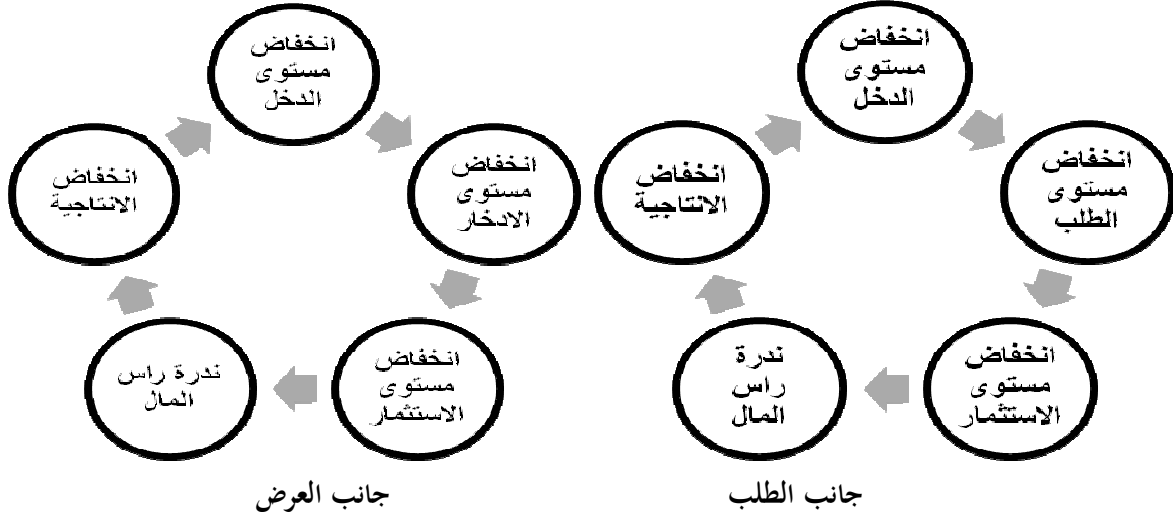 انخفاض
مستوى
الدخل
انخفاض
مستوى
الطلب
انخفاض
مستوى
الاستثمار
ندرة
راس
المال
انخفاض
الانتاجية
جانب الطلب
انخفاض
مستوى
الدخل
انخفاض
مستوى
الادخار
انخفاض
مستوى
الاستثمار
ندرة راس
المال
انخفاض
الانتاجية
جانب العرض